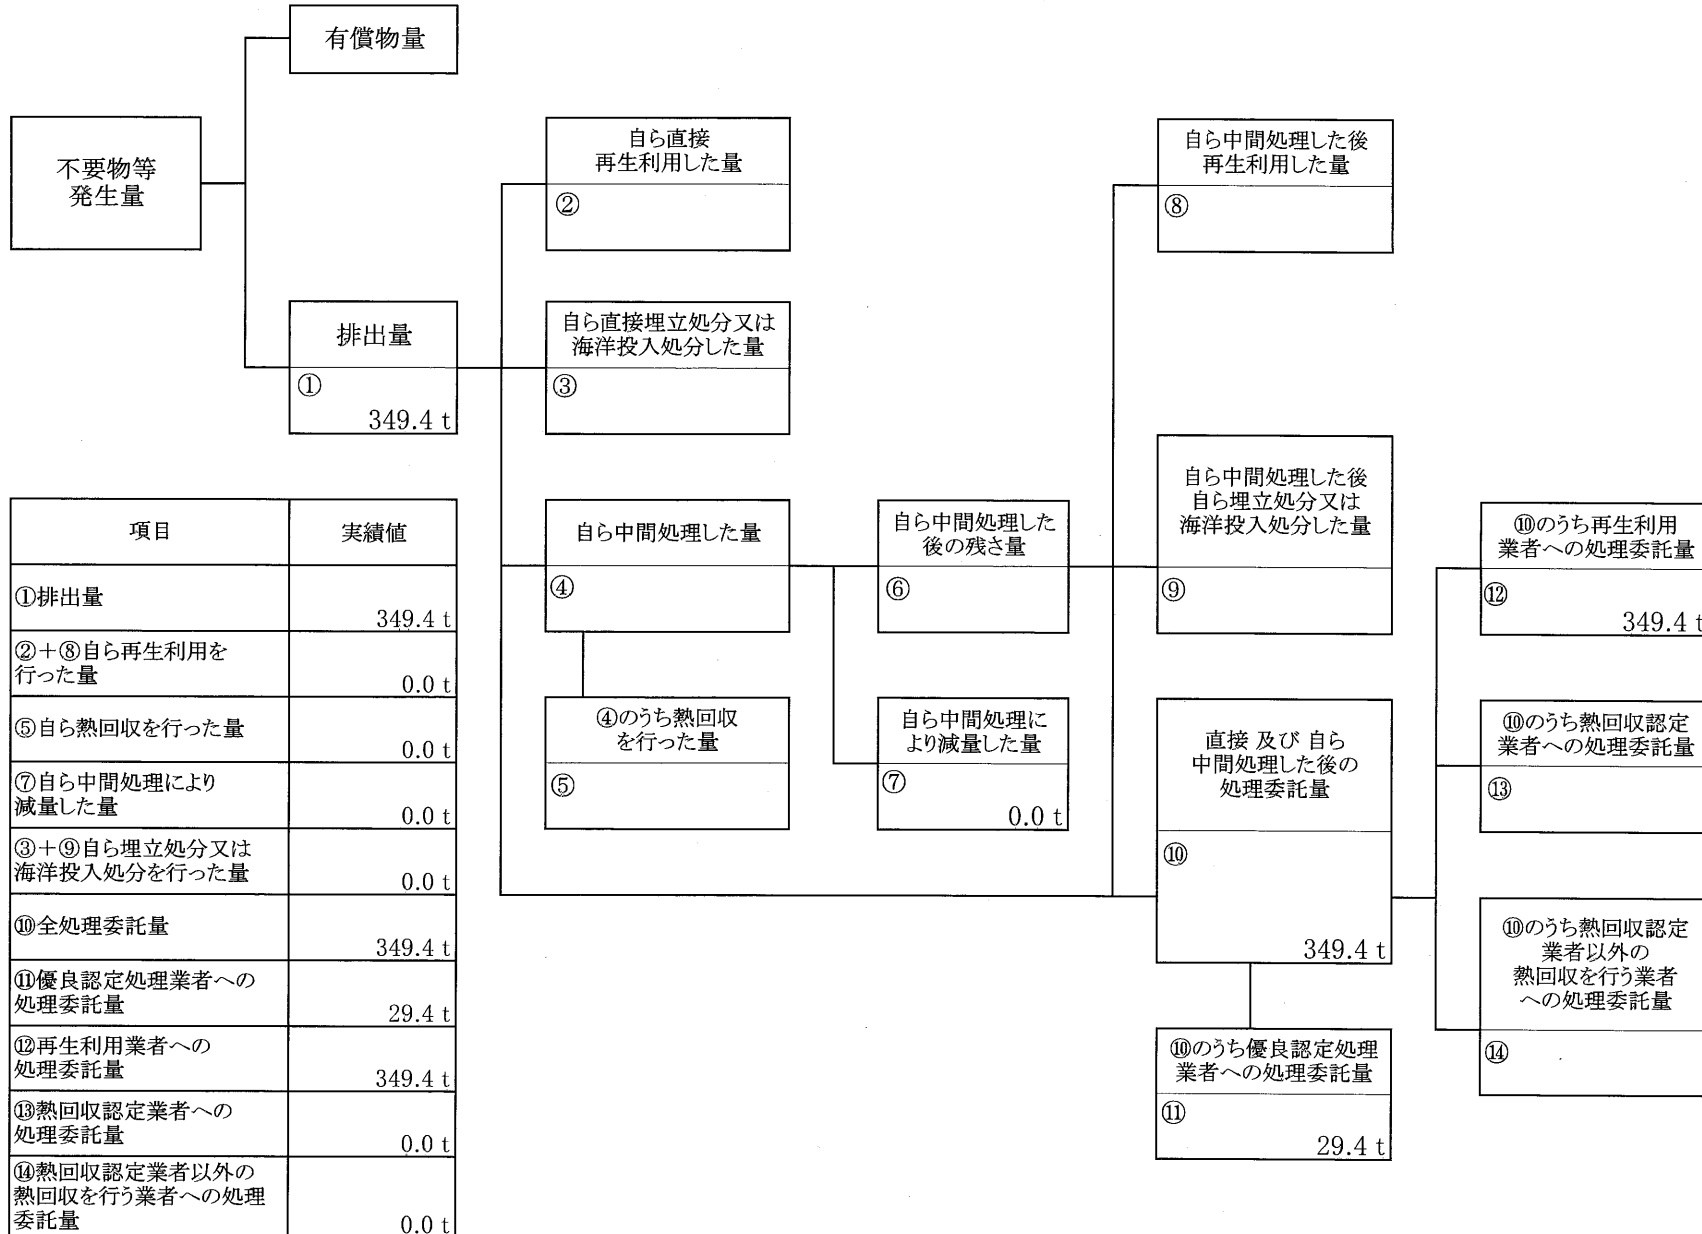 有償物量
不要物等
発生量
排出量
①
349.4 t
自ら直接
再生利用した量
②
自ら直接埋立処分又は
海洋投入処分した量
③
自ら中間処理した量
④
④のうち熱回収
を行った量
⑤
自ら中間処理した
後の残さ量
⑥
自ら中間処理に
より減量した量
⑦
0.0 t
自ら中間処理した後
再生利用した量
⑧
自ら中間処理した後
自ら埋立処分又は
海洋投入処分した量
⑨
直接 及び 自ら
中間処理した後の
処理委託量
⑩
349.4 t
⑩のうち優良認定処理
業者への処理委託量
⑪
29.4 t
⑩のうち再生利用
業者への処理委託量
⑫
349.4 t
⑩のうち熱回収認定
業者への処理委託量
⑬
⑩のうち熱回収認定
業者以外の
熱回収を行う業者
への処理委託量
⑭
項目 実績値
①排出量
349.4 t
②+⑧自ら再生利用を
行った量
0.0 t
⑤自ら熱回収を行った量
0.0 t
⑦自ら中間処理により
減量した量
0.0 t
③+⑨自ら埋立処分又は
海洋投入処分を行った量
0.0 t
⑩全処理委託量
349.4 t
⑪優良認定処理業者への
処理委託量
29.4 t
⑫再生利用業者への
処理委託量
349.4 t
⑬熱回収認定業者への
処理委託量
0.0 t
⑭熱回収認定業者以外の
熱回収を行う業者への処理
委託量
0.0 t